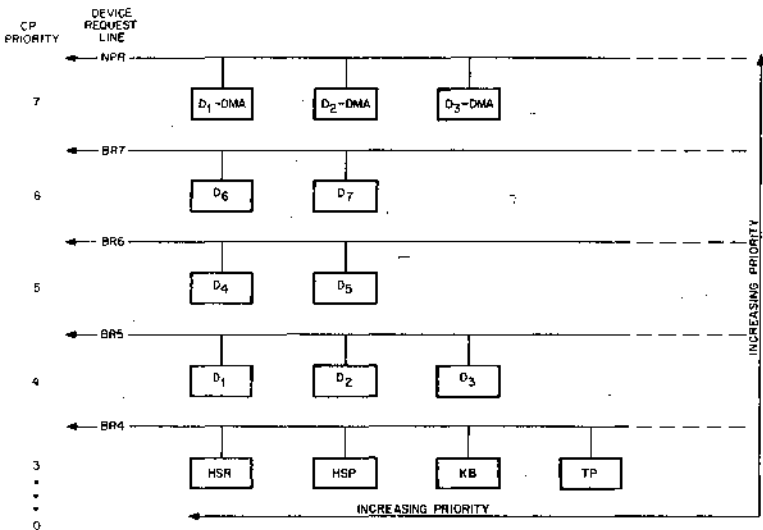 CP
PRIORITY
DEVICE
REQUEST
LINE
NPR
7
D1-DMA
D2-DMA
D3-DMA
BR7
6
D6
D7
BR6
5
D4
D5
BR5
4
D1
D2
D3
BR4
3
HSR
HSP
KB
TP
0
INCREASING PRIORITY
INCREASING PRIORITY